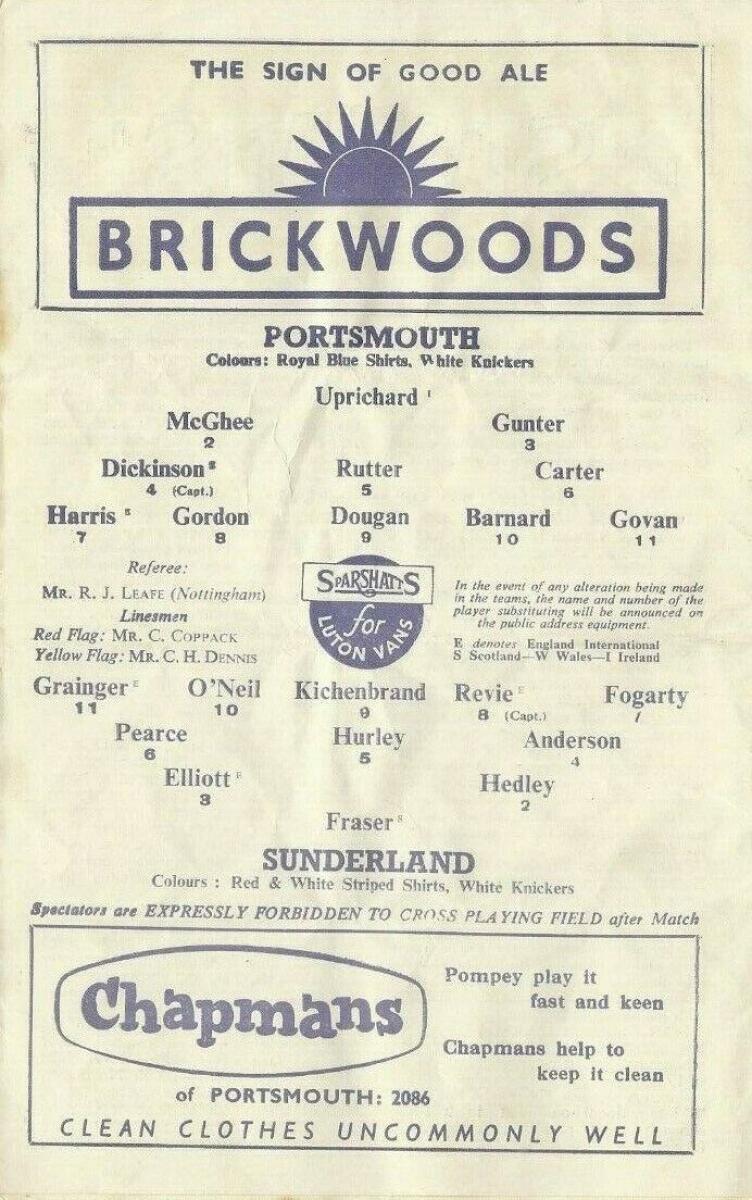 THE SIGN OF GOOD ALE
BRICKWOODS
PORTSMOUTH
Colours: Royal Blue Shirts, White Knickers
Uprichard I
McGhee Gunter
2 3
Dickinson E Rutter Carter
4 (Capt.) 5 6
Harris E Gordon Dougan Barnard Govan
7 8 9 10 11
Referee:
MR. R. J. LEAFE (Nottingham)
Linesmen
Red Flag: MR. C. COPPACK
Yellow Flag: MR. C. H. DENNIS
SPARSHATTS
for
LUTON VANS
In the event of any alteration being made
in the teams, the name and number of the
player substituting will be announced on
the public address equipment.
E denotes England International
S Scotland—W Wales—I Ireland
Grainger E O'Neil Kichenbrand Revie E Fogarty
11 10 9 8 (Capt.) 7
Pearce Hurley Anderson
6 5 4
Elliott E Hedley
3 2
Fraser S
SUNDERLAND
Colours : Red & White Striped Shirts, White Knickers
Spectators are EXPRESSLY FORBIDDEN TO CROSS PLAYING FIELD after Match
Chapmans
of PORTSMOUTH: 2086
Pompey play it
fast and keen
Chapmans help to
keep it clean
CLEAN CLOTHES UNCOMMONLY WELL